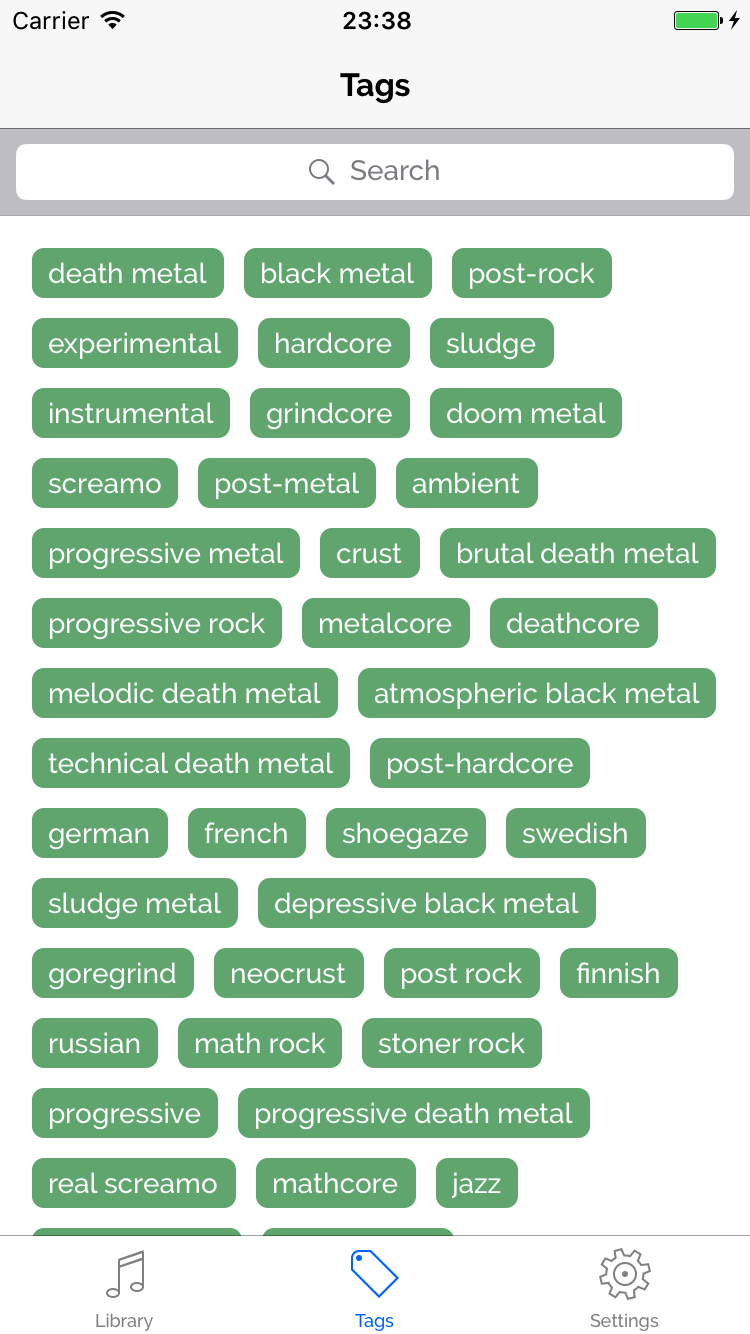 Carrier 23:38
Tags
Search
death metal black metal post-rock
experimental hardcore sludge
instrumental grindcore doom metal
screamo post-metal ambient
progressive metal crust brutal death metal
progressive rock metalcore deathcore
melodic death metal atmospheric black metal
technical death metal post-hardcore
german french shoegaze swedish
sludge metal depressive black metal
goregrind neocrust post rock finnish
russian math rock stoner rock
progressive progressive death metal
real screamo mathcore jazz
Library Tags Settings